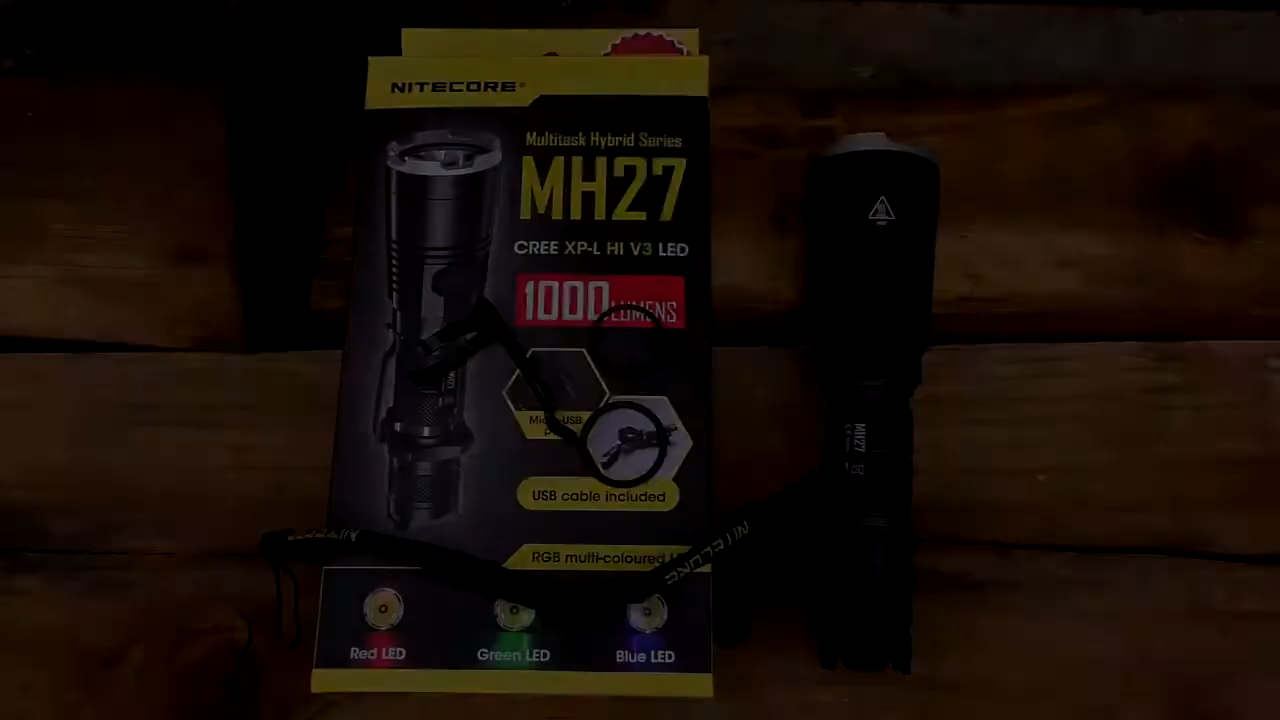 NITECORE®
Multitask Hybrid Series
MH27
CREE XP-L HI V3 LED
1000 LUMENS
USB cable included
RGB multi-coloured
Red LED
Green LED
Blue LED
NITECORE
MH27